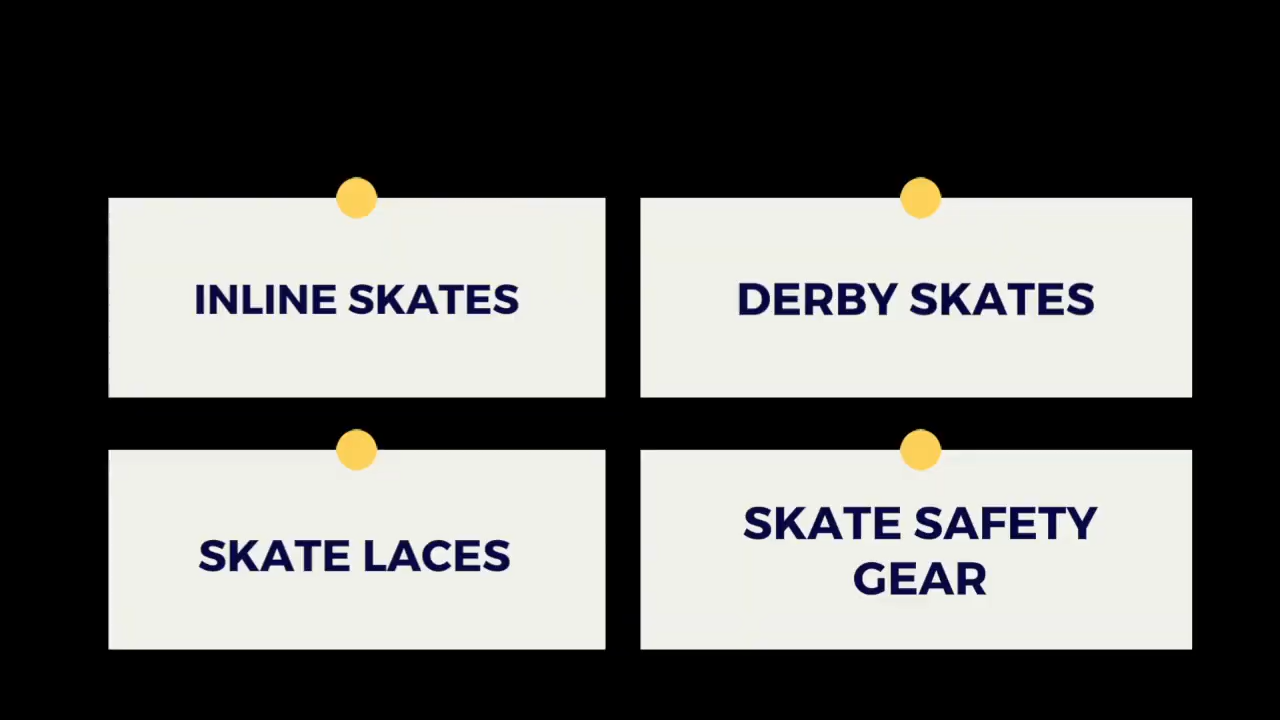 INLINE SKATES
DERBY SKATES
SKATE LACES
SKATE SAFETY
GEAR